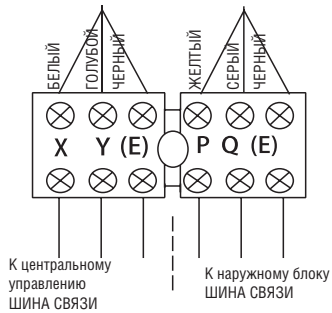 БЕЛЫЙ
ГОЛУБОЙ
ЧЕРНЫЙ
ЖЕЛТЫЙ
СЕРЫЙ
ЧЕРНЫЙ
X Y (E) P Q (E)
К центральному
управлению
ШИНА СВЯЗИ
К наружному блоку
ШИНА СВЯЗИ